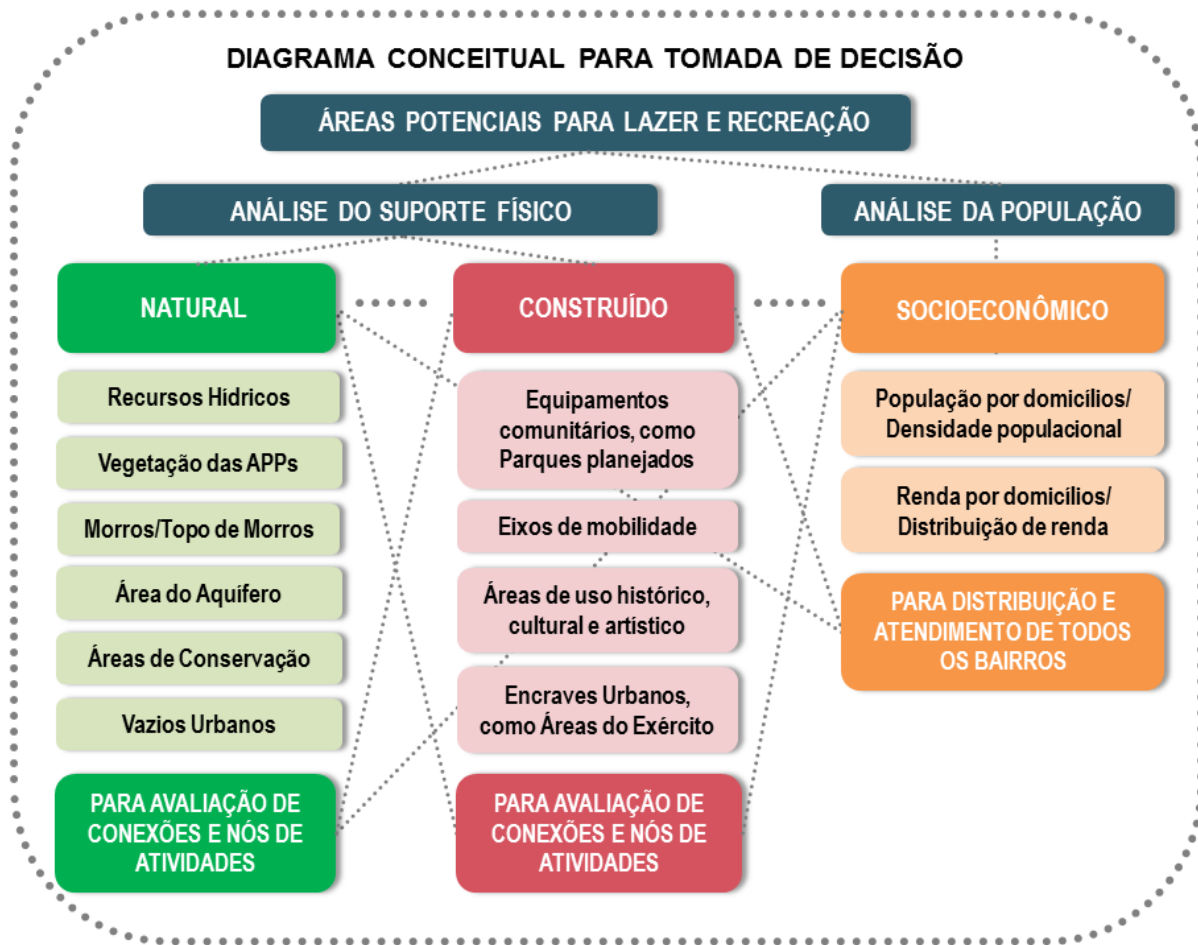 DIAGRAMA CONCEITUAL PARA TOMADA DE DECISÃO
ÁREAS POTENCIAIS PARA LAZER E RECREAÇÃO
ANÁLISE DO SUPORTE FÍSICO
ANÁLISE DA POPULAÇÃO
NATURAL
Recursos Hídricos
Vegetação das APPs
Morros/Topo de Morros
Área do Aquífero
Áreas de Conservação
Vazios Urbanos
PARA AVALIAÇÃO DE
CONEXÕES E NÓS DE
ATIVIDADES
CONSTRUÍDO
Equipamentos
comunitários, como
Parques planejados
Eixos de mobilidade
Áreas de uso histórico,
cultural e artístico
Encraves Urbanos,
como Áreas do Exército
PARA AVALIAÇÃO DE
CONEXÕES E NÓS DE
ATIVIDADES
SOCIOECONÔMICO
População por domicílios/
Densidade populacional
Renda por domicílios/
Distribuição de renda
PARA DISTRIBUIÇÃO E
ATENDIMENTO DE TODOS
OS BAIRROS